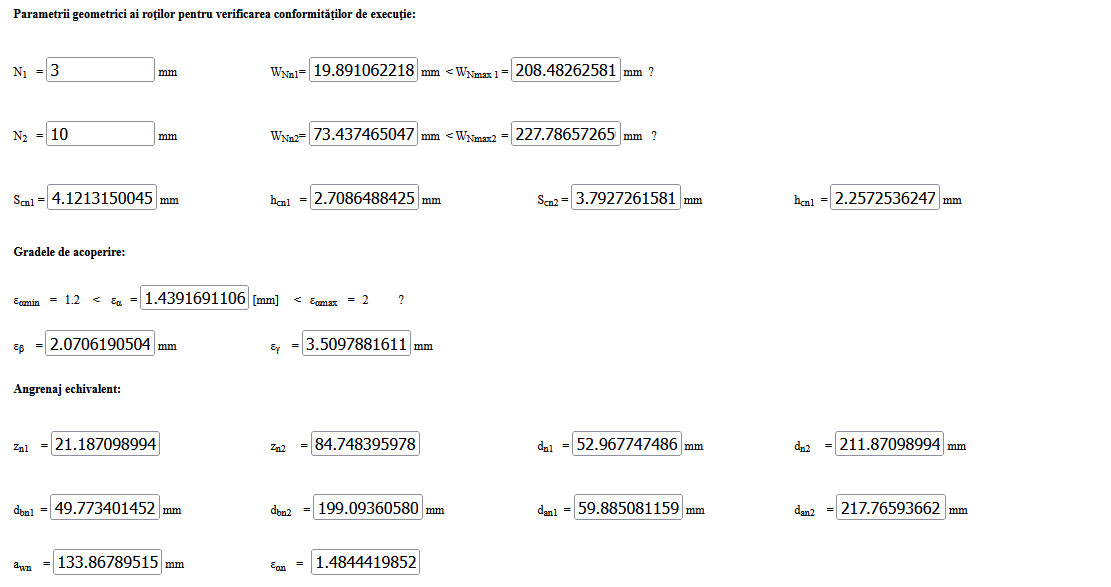 Parametrii geometrici ai roților pentru verificarea conformităților de execuție:
N1 = 3 mm WNn1= 19.891062218 mm < WNmax 1 = 208.48262581 mm ?
N2 = 10 mm WNn2= 73.437465047 mm < WNmax2 = 227.78657265 mm ?
Scn1 = 4.1213150045 mm hcn1 = 2.7086488425 mm Scn2 = 3.7927261581 mm hcn1 = 2.2572536247 mm
Gradele de acoperire:
εαmin = 1.2 < εα = 1.4391691106 [mm] < εαmax = 2 ?
εβ = 2.0706190504 mm εγ = 3.5097881611 mm
Angrenaj echivalent:
zn1 = 21.187098994 zn2 = 84.748395978 dn1 = 52.967747486 mm dn2 = 211.87098994 mm
dbn1 = 49.773401452 mm dbn2 = 199.09360580 mm dan1 = 59.885081159 mm dan2 = 217.76593662 mm
awn = 133.86789515 mm εαn = 1.4844419852